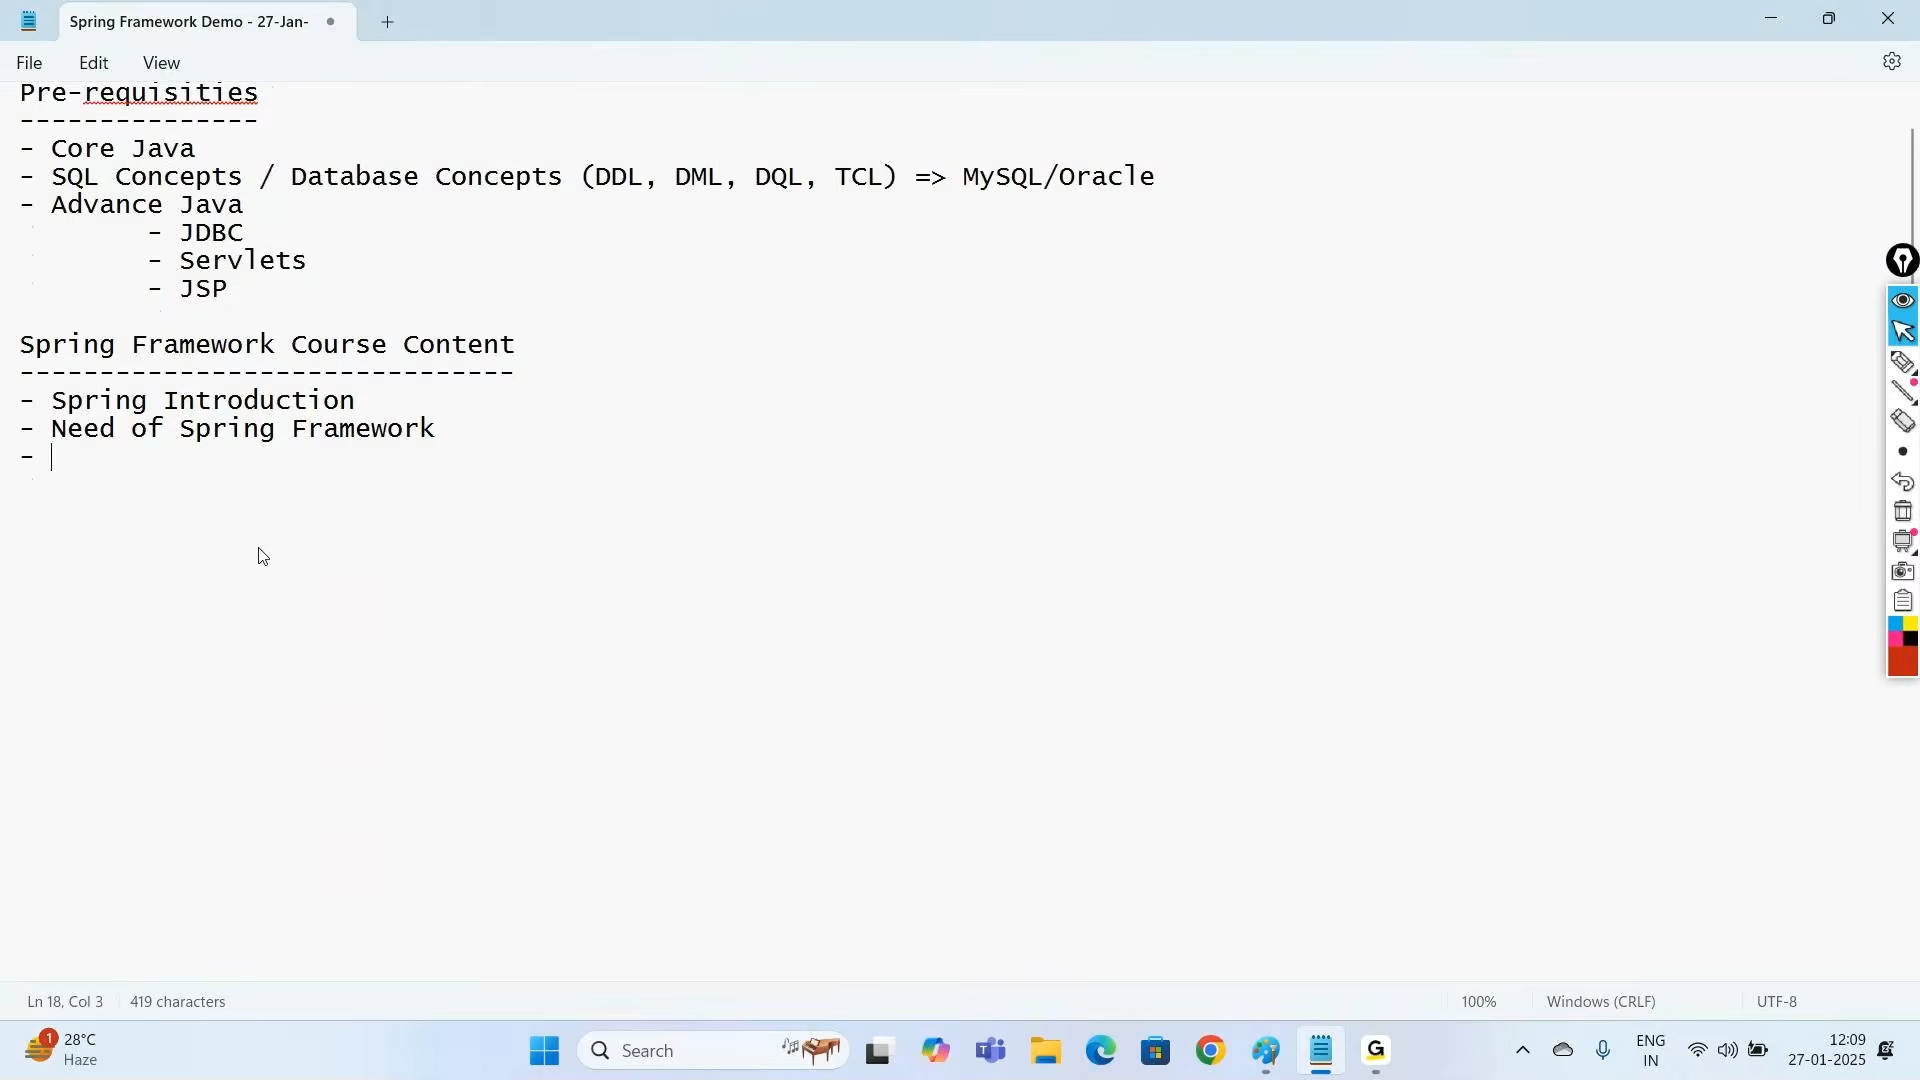 Spring Framework Demo - 27-Jan-
File Edit View
Pre-requisities
---------------
- Core Java
- SQL Concepts / Database Concepts (DDL, DML, DQL, TCL) => MySQL/Oracle
- Advance Java
- JDBC
- Servlets
- JSP
Spring Framework Course Content
-------------------------------
- Spring Introduction
- Need of Spring Framework
-
Ln 18, Col 3 419 characters 100% Windows (CRLF) UTF-8
1 28°C
Haze
Search
ENG
IN
12:09
27-01-2025